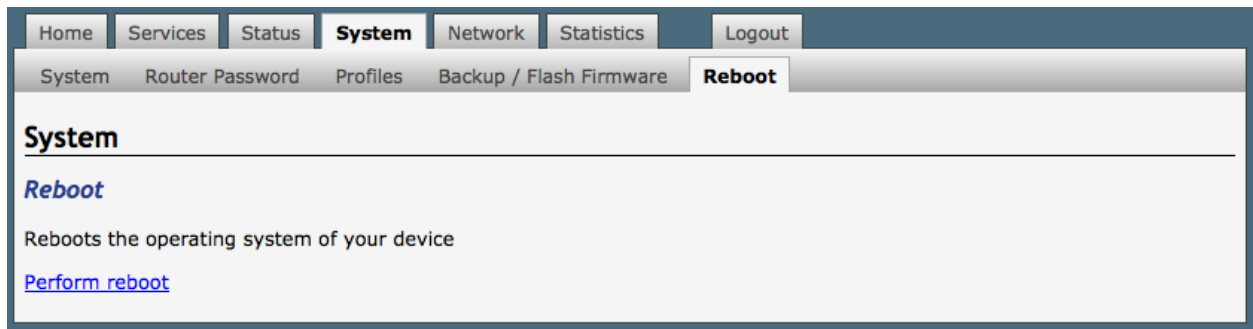 Home Services Status System Network Statistics Logout
System Router Password Profiles Backup / Flash Firmware Reboot
System
Reboot
Reboots the operating system of your device
Perform reboot